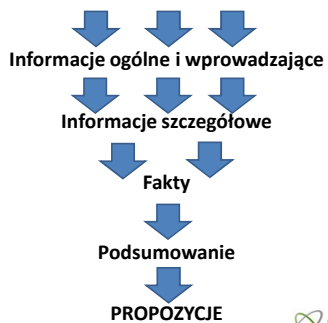 Informacje ogólne i wprowadzające
Informacje szczegółowe
Fakty
Podsumowanie
PROPOZYCJE